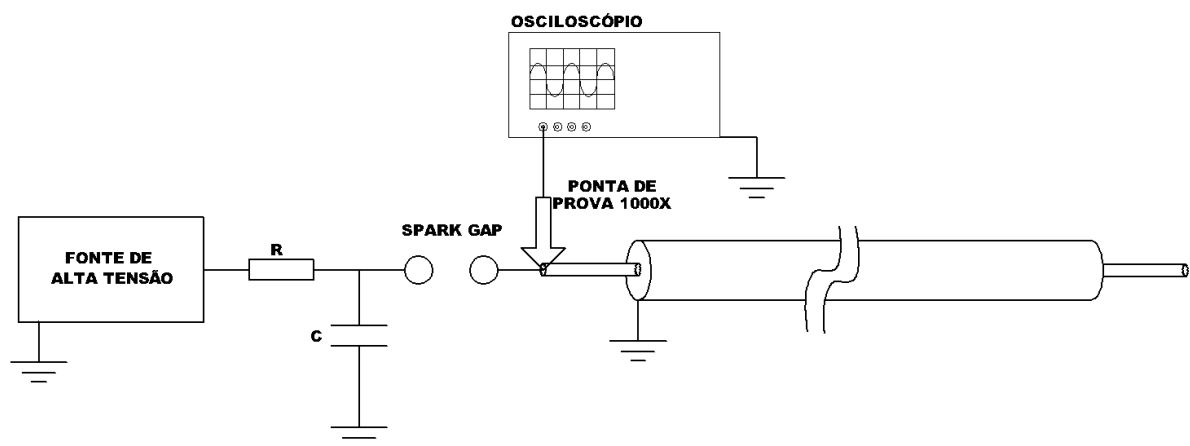 OSCILOSCÓPIO
PONTA DE
PROVA 1000X
SPARK GAP
FONTE DE
ALTA TENSÃO
R
C